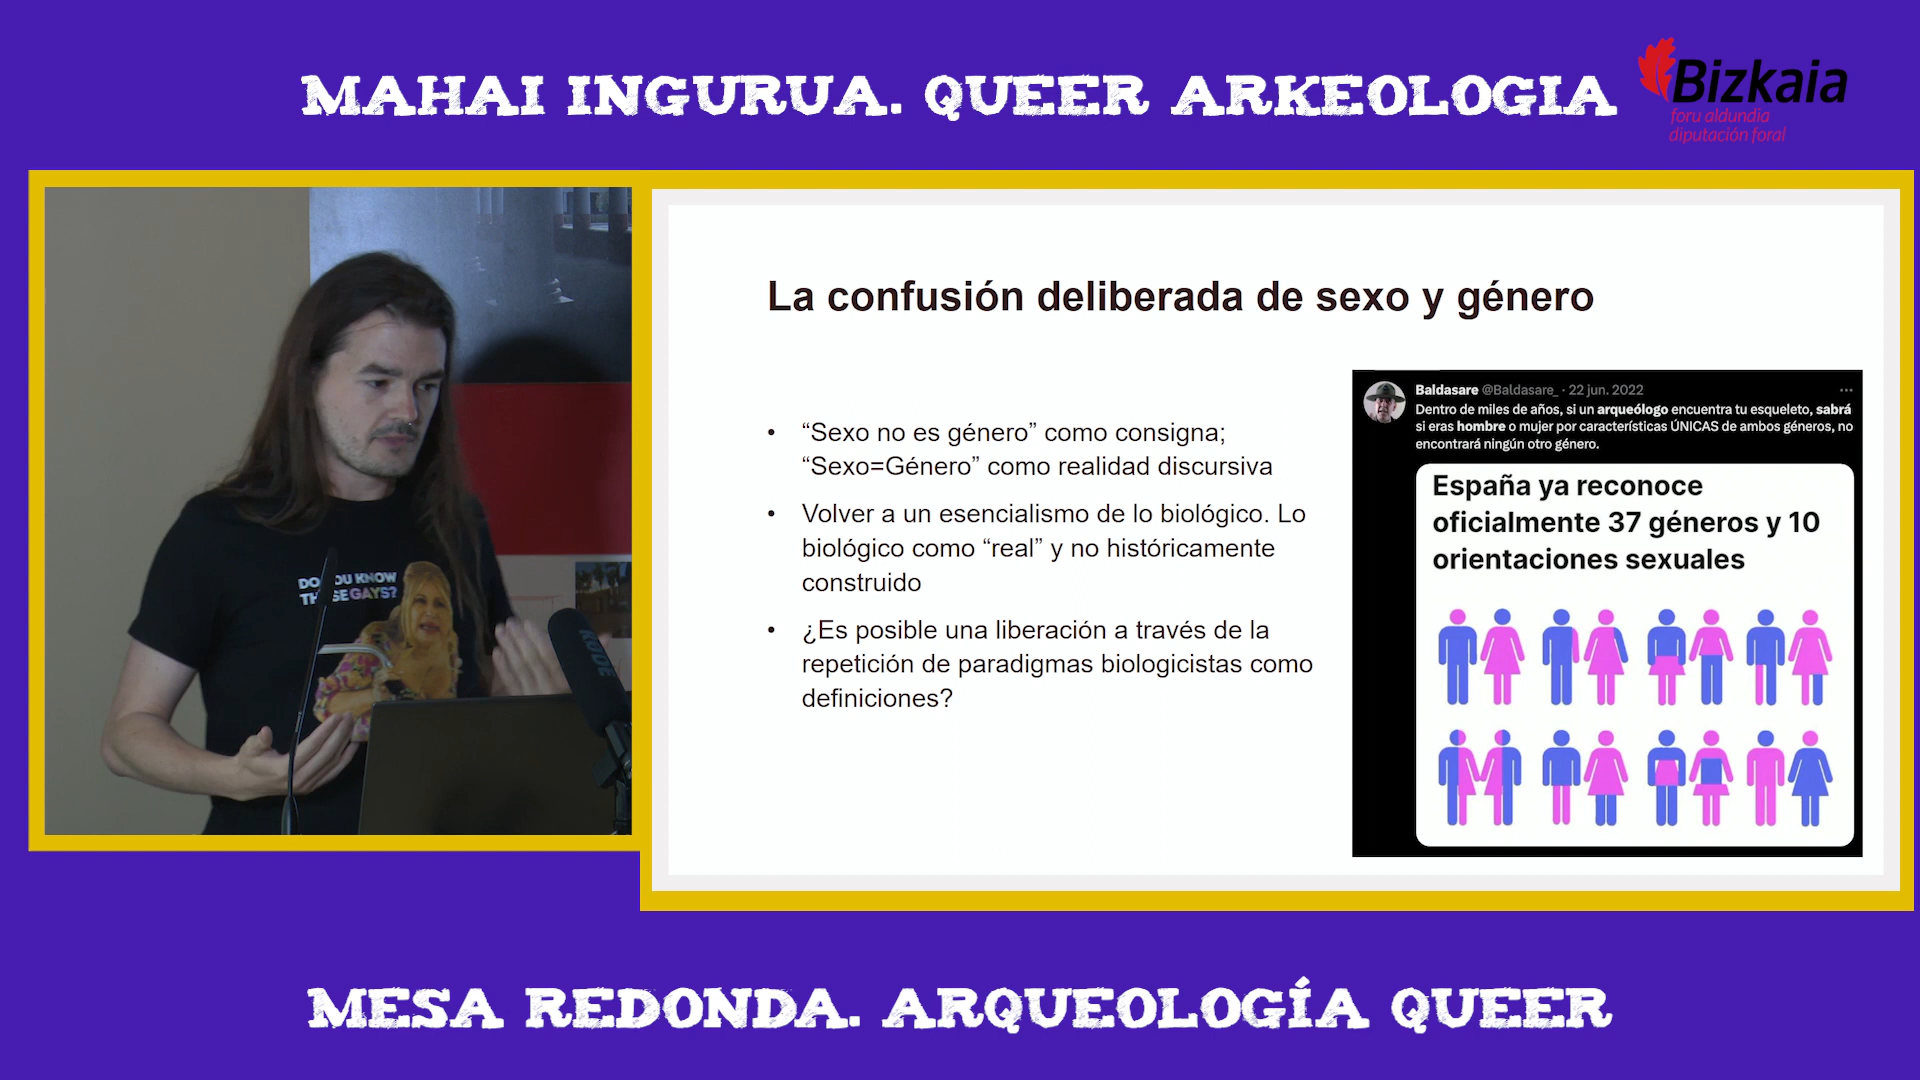 MAHAI INGURUA. QUEER ARKEOLOGIA
Bizkaia
foru aldundia
diputación foral
DO YOU KNOW
THESE GAYS?
RODE
La confusión deliberada de sexo y género
• “Sexo no es género” como consigna;
“Sexo=Género” como realidad discursiva
• Volver a un esencialismo de lo biológico. Lo
biológico como “real” y no históricamente
construido
• ¿Es posible una liberación a través de la
repetición de paradigmas biologicistas como
definiciones?
Baldasare @Baldasare_ · 22 jun. 2022
Dentro de miles de años, si un arqueólogo encuentra tu esqueleto, sabrá
si eras hombre o mujer por características ÚNICAS de ambos géneros, no
encontrará ningún otro género.
España ya reconoce
oficialmente 37 géneros y 10
orientaciones sexuales
MESA REDONDA. ARQUEOLOGÍA QUEER